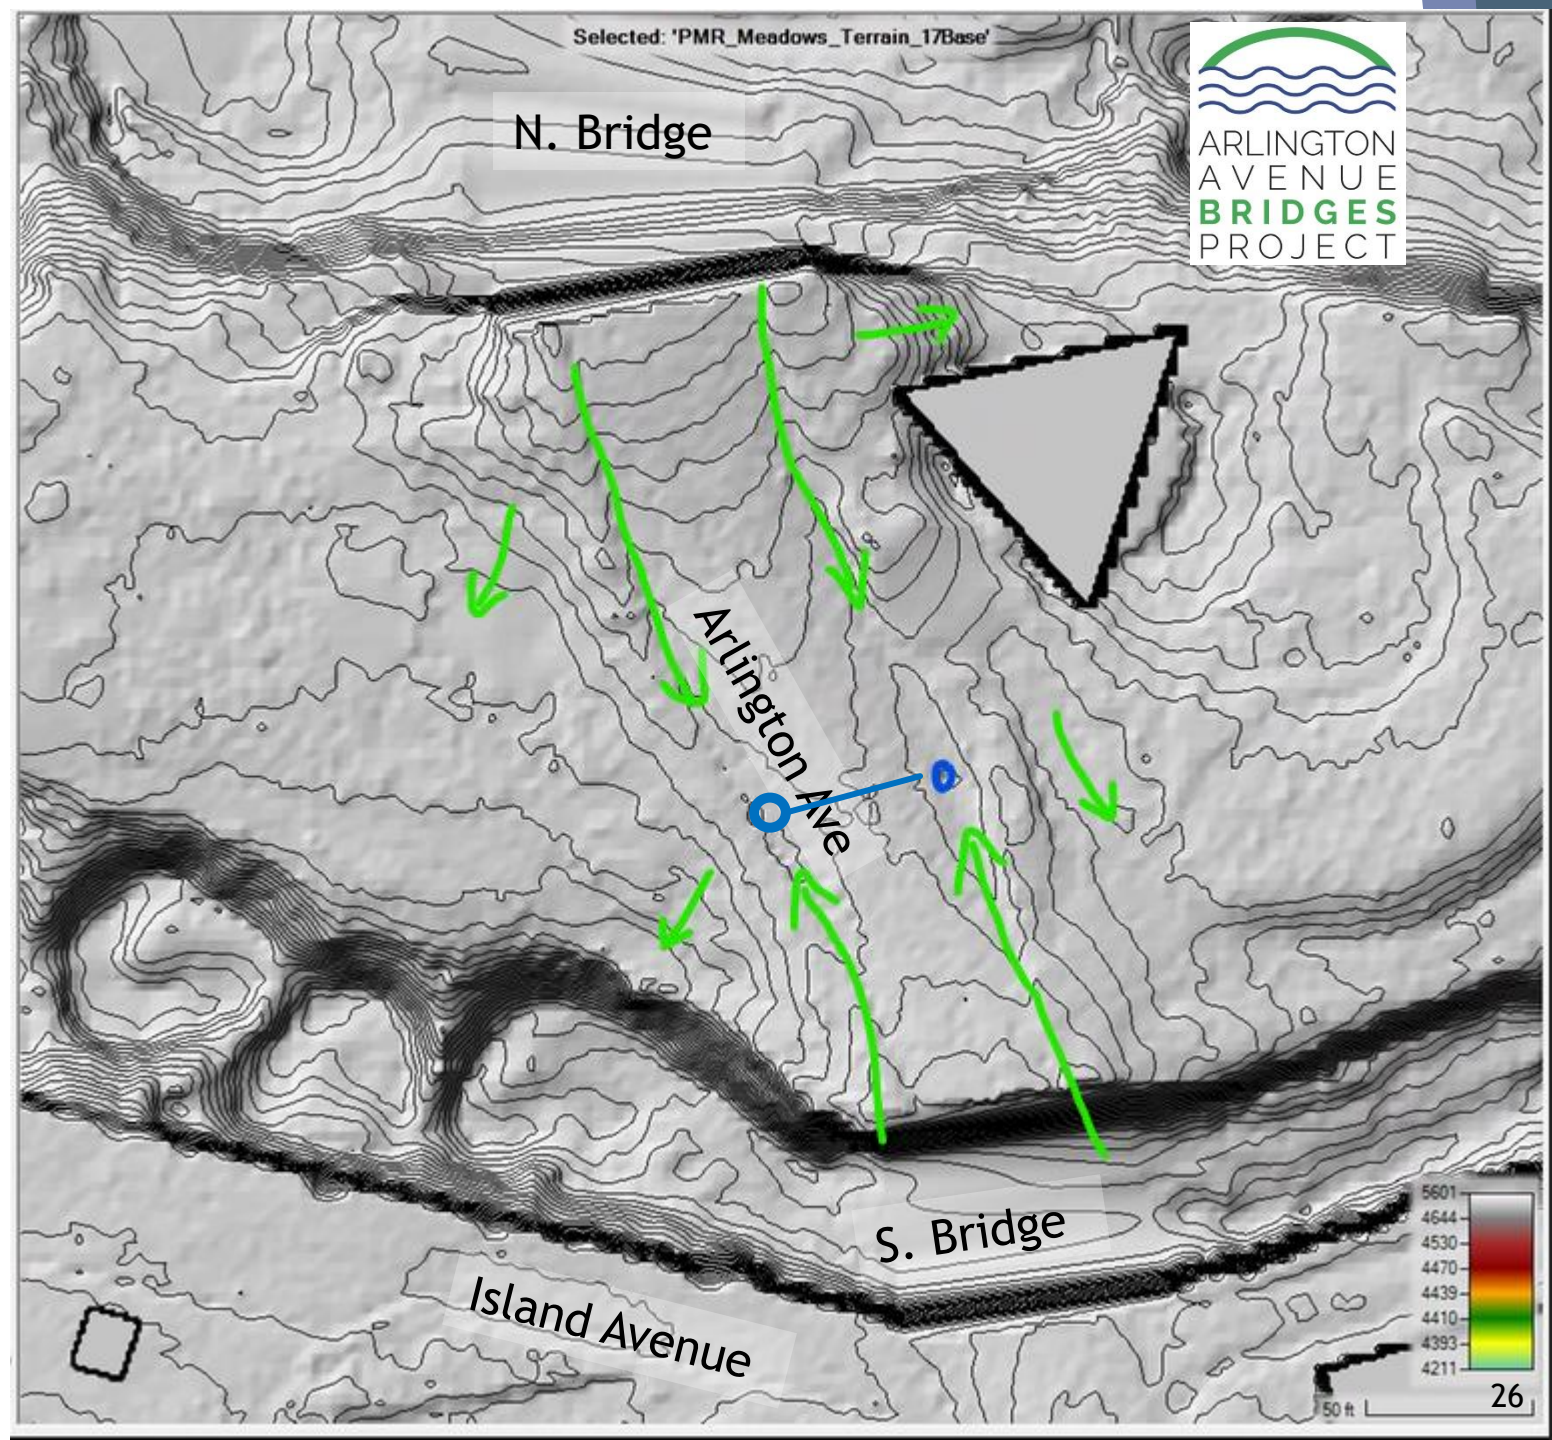 Selected: 'PMR_Meadows_Terrain_17Base'
N. Bridge
ARLINGTON
AVENUE
BRIDGES
PROJECT
Arlington Ave
S. Bridge
Island Avenue
5601
4644
4530
4470
4439
4410
4393
4211
26
50 ft